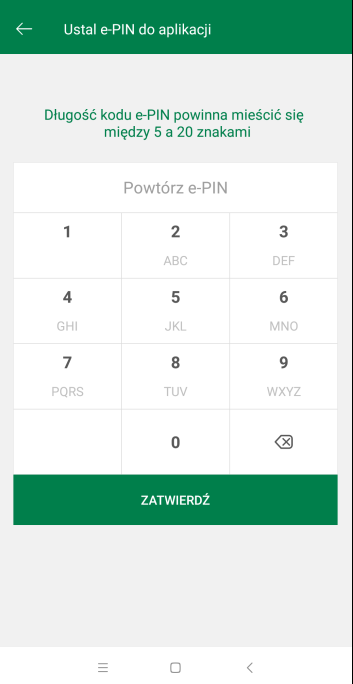 Ustal e-PIN do aplikacji
Długość kodu e-PIN powinna mieścić się
między 5 a 20 znakami
Powtórz e-PIN
1 2 3
ABC DEF
4 5 6
GHI JKL MNO
7 8 9
PQRS TUV WXYZ
0
ZATWIERDŹ